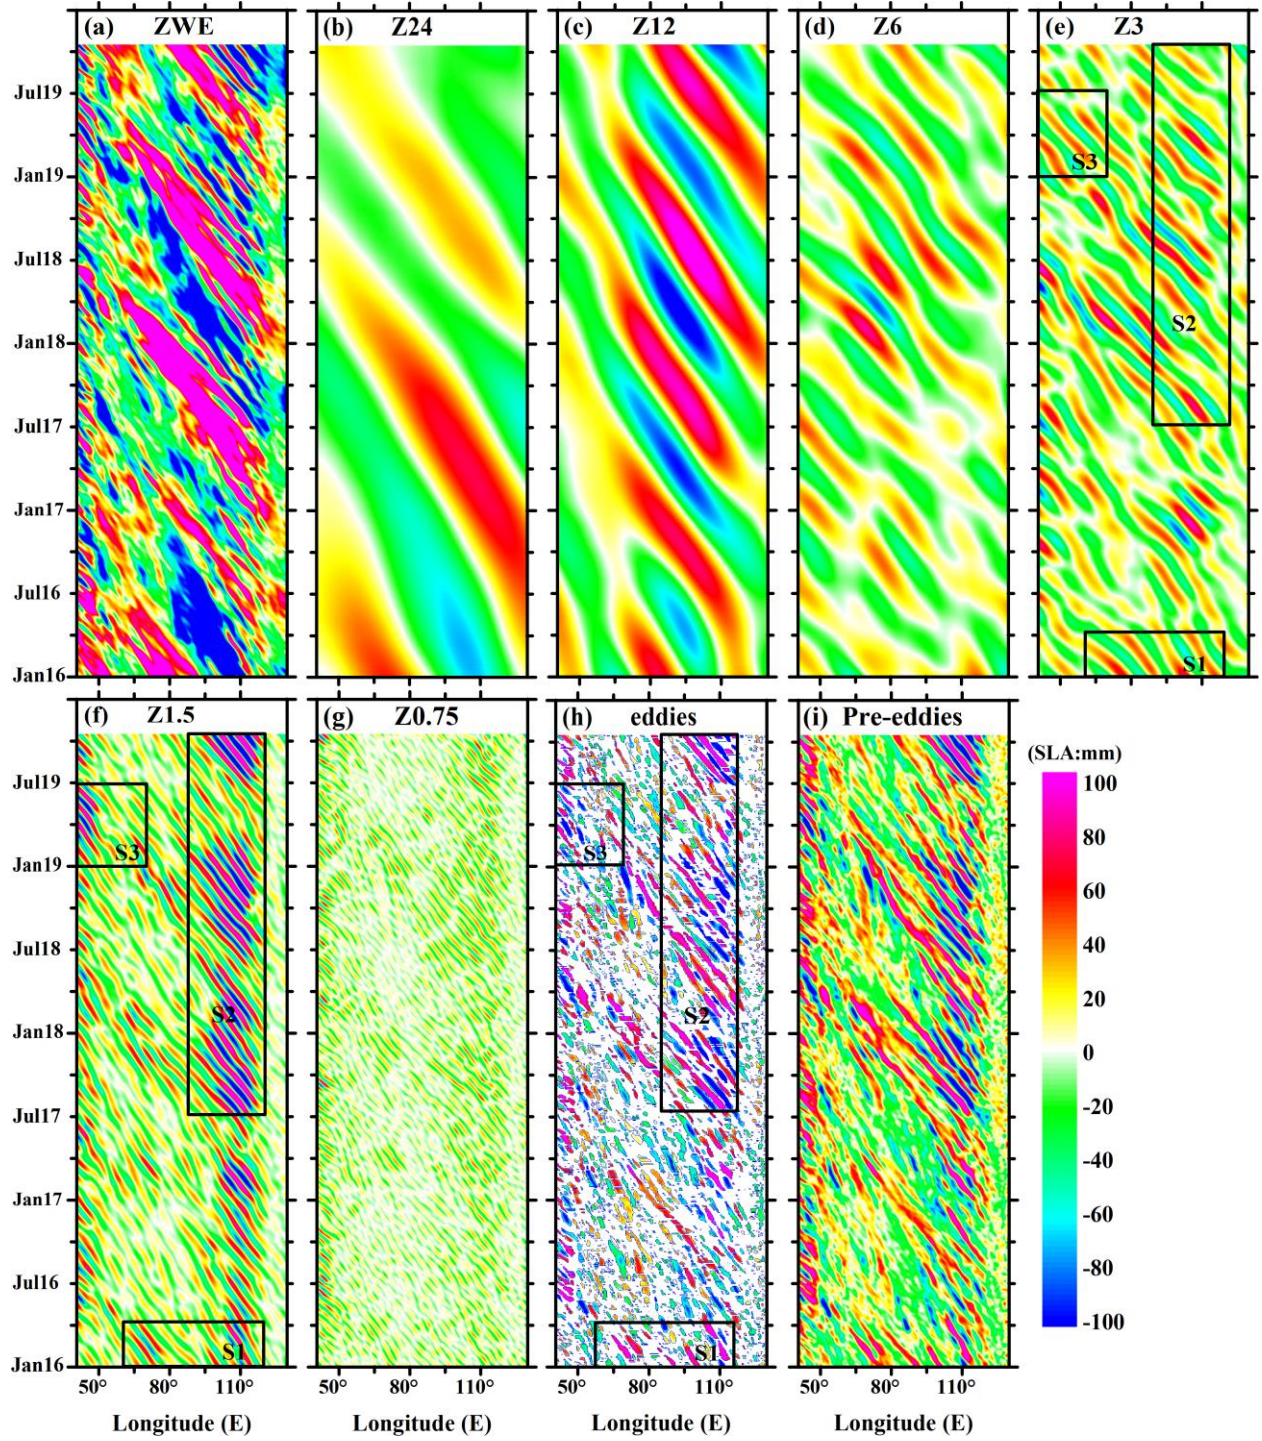 (a) ZWE
(b) Z24
(c) Z12
(d) Z6
(e) Z3
Jul19
Jan19
Jul18
Jan18
Jul17
Jan17
Jul16
Jan16
S3
S2
S1
(f) Z1.5
(g) Z0.75
(h) eddies
(i) Pre-eddies
Jul19
Jan19
Jul18
Jan18
Jul17
Jan17
Jul16
Jan16
S3
S2
S1
S3
S2
S1
(SLA:mm)
100
80
60
40
20
0
-20
-40
-60
-80
-100
50° 80° 110°
50° 80° 110°
50° 80° 110°
50° 80° 110°
Longitude (E)
Longitude (E)
Longitude (E)
Longitude (E)